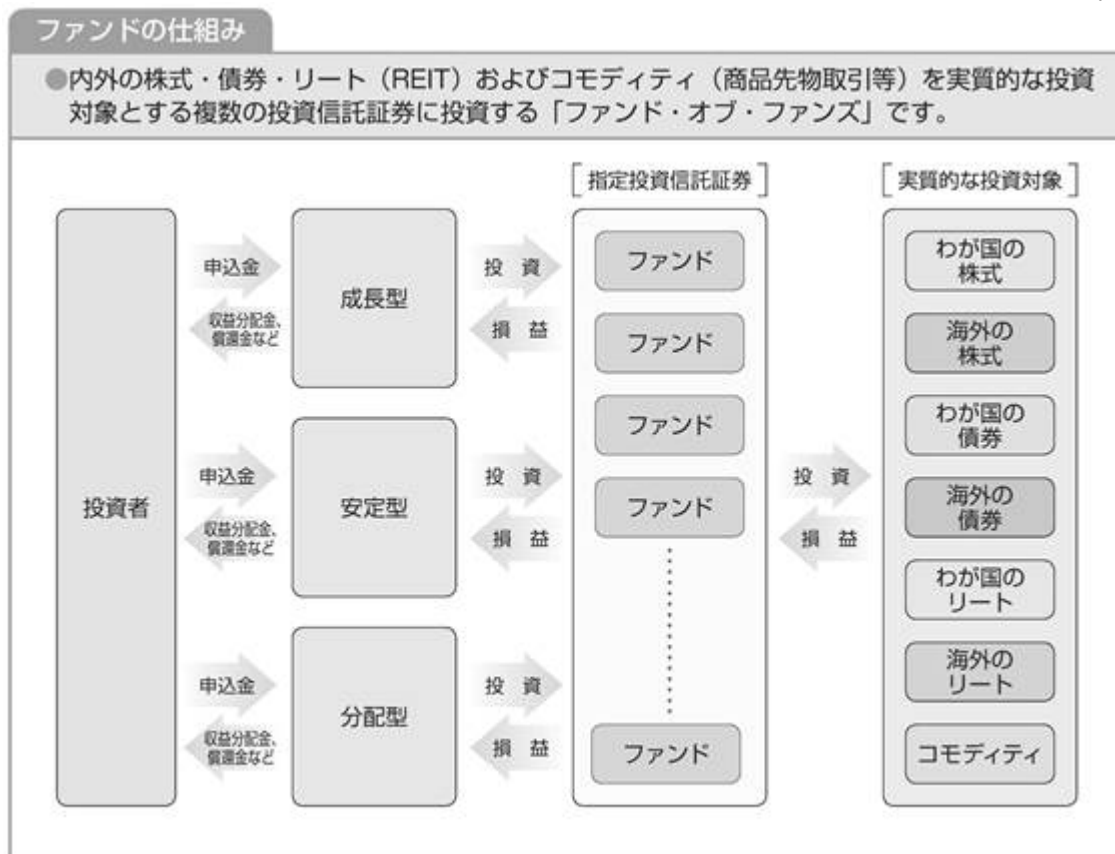 ファンドの仕組み
●内外の株式・債券・リート（REIT）およびコモディティ（商品先物取引等）を実質的な投資
対象とする複数の投資信託証券に投資する「ファンド・オブ・ファンズ」です。
指定投資信託証券
実質的な投資対象
投資者
申込金
収益分配金、
償還金など
成長型
投資
損益
申込金
収益分配金、
償還金など
安定型
投資
損益
申込金
収益分配金、
償還金など
分配型
投資
損益
ファンド
ファンド
ファンド
ファンド
ファンド
投資
損益
わが国の
株式
海外の
株式
わが国の
債券
海外の
債券
わが国の
リート
海外の
リート
コモディティ